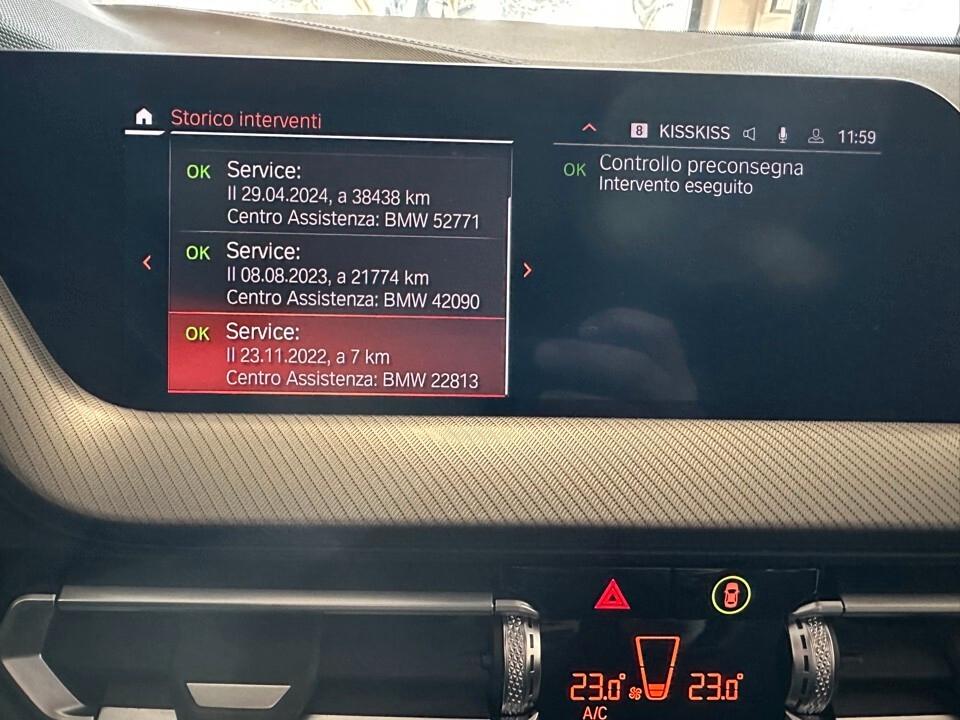 Storico interventi
8 KISSKISS 11:59
OK Service:
Il 29.04.2024, a 38438 km
Centro Assistenza: BMW 52771
OK Service:
Il 08.08.2023, a 21774 km
Centro Assistenza: BMW 42090
OK Service:
Il 23.11.2022, a 7 km
Centro Assistenza: BMW 22813
OK Controllo preconsegna
Intervento eseguito
23.0° 23.0°
A/C